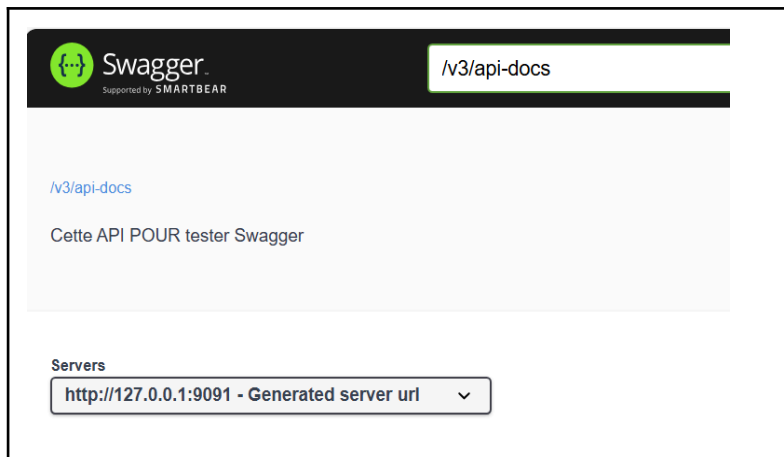 {···} Swagger.
Supported by SMARTBEAR
/v3/api-docs
/v3/api-docs
Cette API POUR tester Swagger
Servers
http://127.0.0.1:9091 - Generated server url